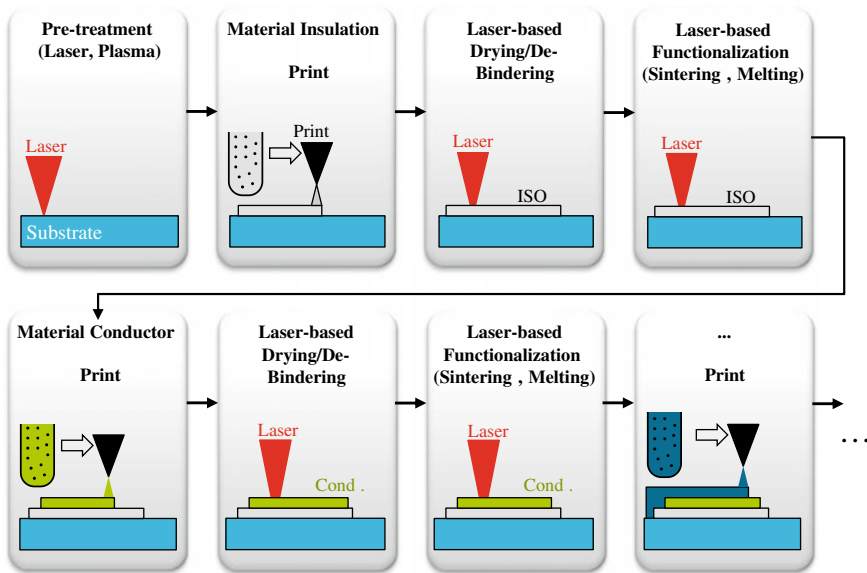 Pre-treatment
(Laser, Plasma)
Laser
Substrate
Material Insulation
Print
Print
Laser-based
Drying/De-
Bindering
Laser
ISO
Laser-based
Functionalization
(Sintering , Melting)
Laser
ISO
Material Conductor
Print
Laser-based
Drying/De-
Bindering
Laser
Cond .
Laser-based
Functionalization
(Sintering , Melting)
Laser
Cond .
...
Print
...